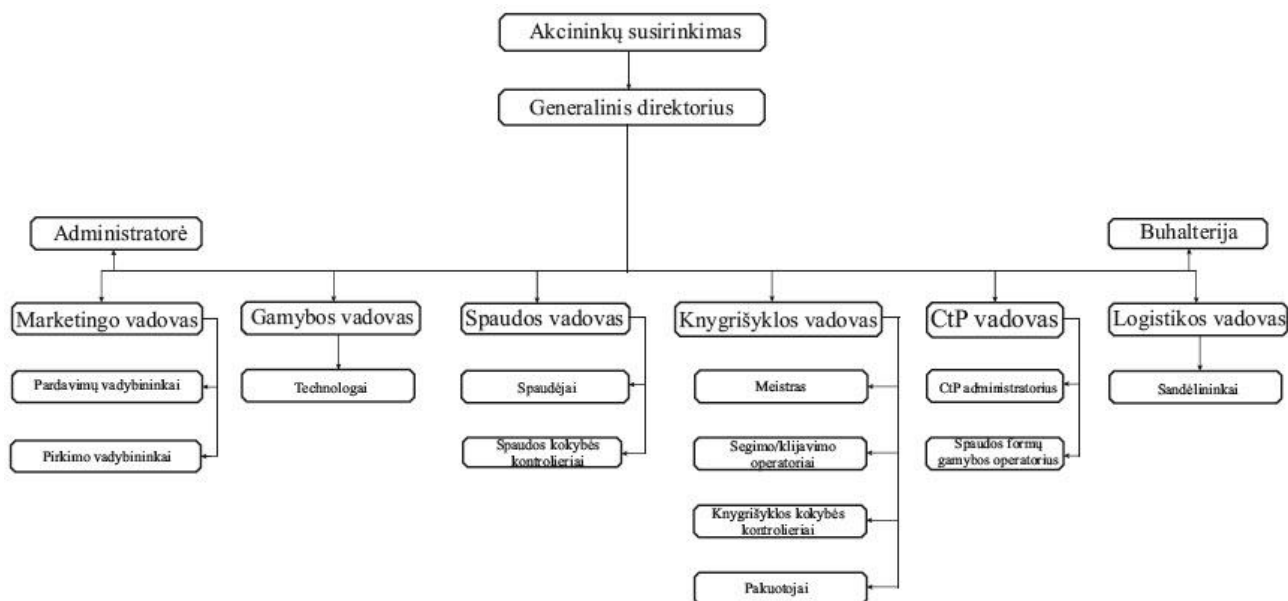 Akcininkų susirinkimas
Generalinis direktorius
Administratorė
Buhalterija
Marketingo vadovas
Gamybos vadovas
Spaudos vadovas
Knygrišyklos vadovas
CtP vadovas
Logistikos vadovas
Pardavimų vadybininkai
Technologai
Spaudėjai
Meistras
CtP administratorius
Sandėlininkai
Pirkimo vadybininkai
Spaudos kokybės
kontrolieriai
Segimo/klijavimo
operatoriai
Spaudos formų
gamybos operatorius
Knygrišyklos kokybės
kontrolieriai
Pakuotojai